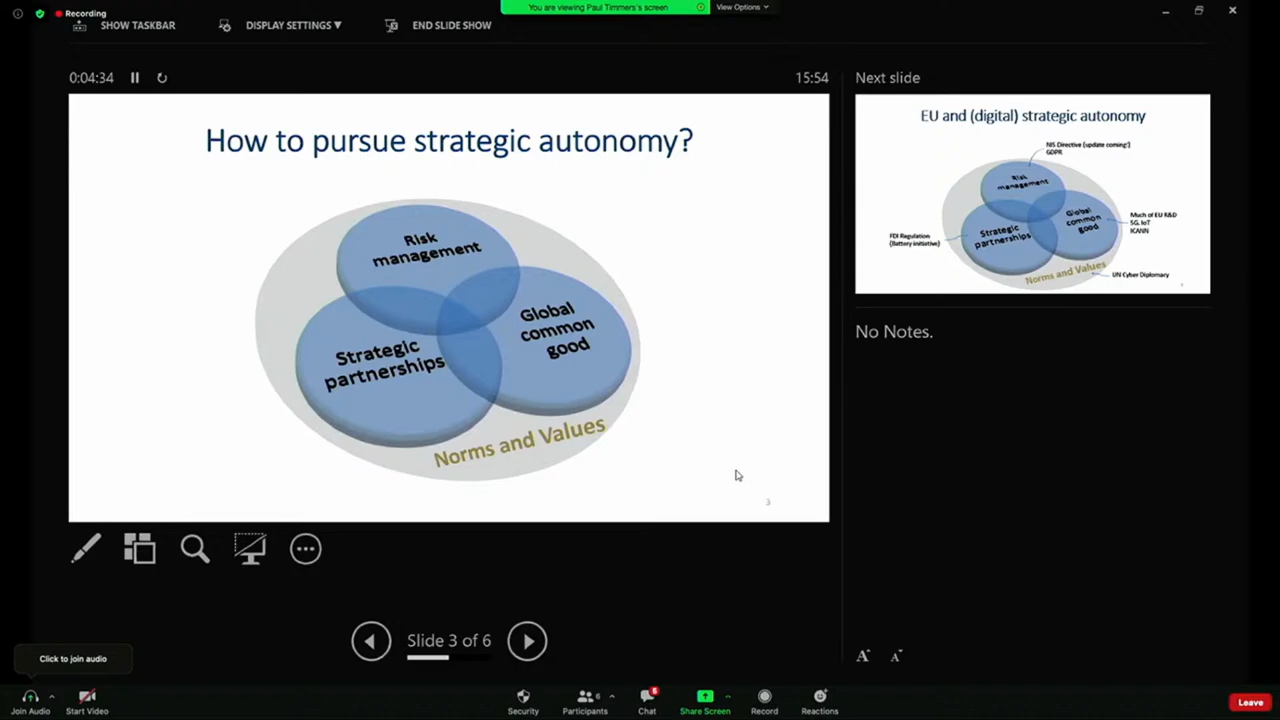 Recording
You are viewing Paul Timmers's screen
View Options
SHOW TASKBAR
DISPLAY SETTINGS ▼
END SLIDE SHOW
0:04:34
15:54
Next slide
How to pursue strategic autonomy?
Risk
management
Global
common
good
Strategic
partnerships
Norms and Values
3
EU and (digital) strategic autonomy
NIS Directive (update coming!)
GDPR
Risk
management
Global
common
good
Much of EU R&D
5G, IoT
ICANN
FDI Regulation
(Battery initiative)
Strategic
partnerships
Norms and Values
UN Cyber Diplomacy
No Notes.
Slide 3 of 6
A
A
Click to join audio
Join Audio
Start Video
Security
Participants
6
Chat
6
Share Screen
Record
Reactions
Leave